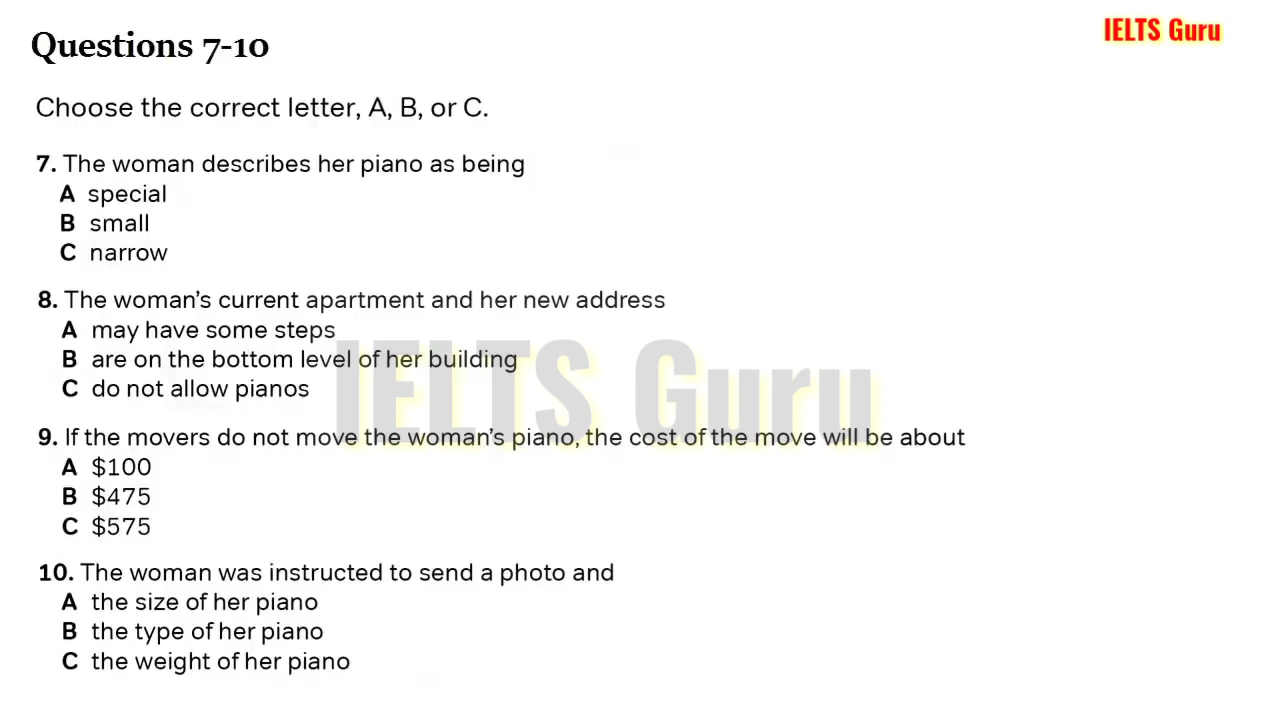 Questions 7-10
IELTS Guru
Choose the correct letter, A, B, or C.
7. The woman describes her piano as being
A special
B small
C narrow
8. The woman's current apartment and her new address
A may have some steps
B are on the bottom level of her building
C do not allow pianos
IELTS Guru
9. If the movers do not move the woman's piano, the cost of the move will be about
A $100
B $475
C $575
10. The woman was instructed to send a photo and
A the size of her piano
B the type of her piano
C the weight of her piano